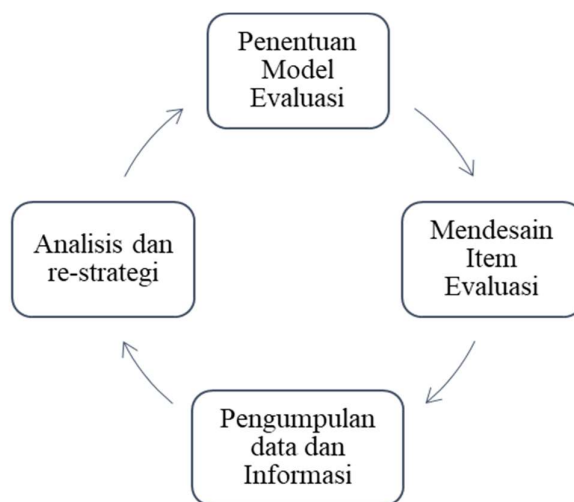 Penentuan
Model
Evaluasi
Mendesain
Item
Evaluasi
Pengumpulan
data dan
Informasi
Analisis dan
re-strategi